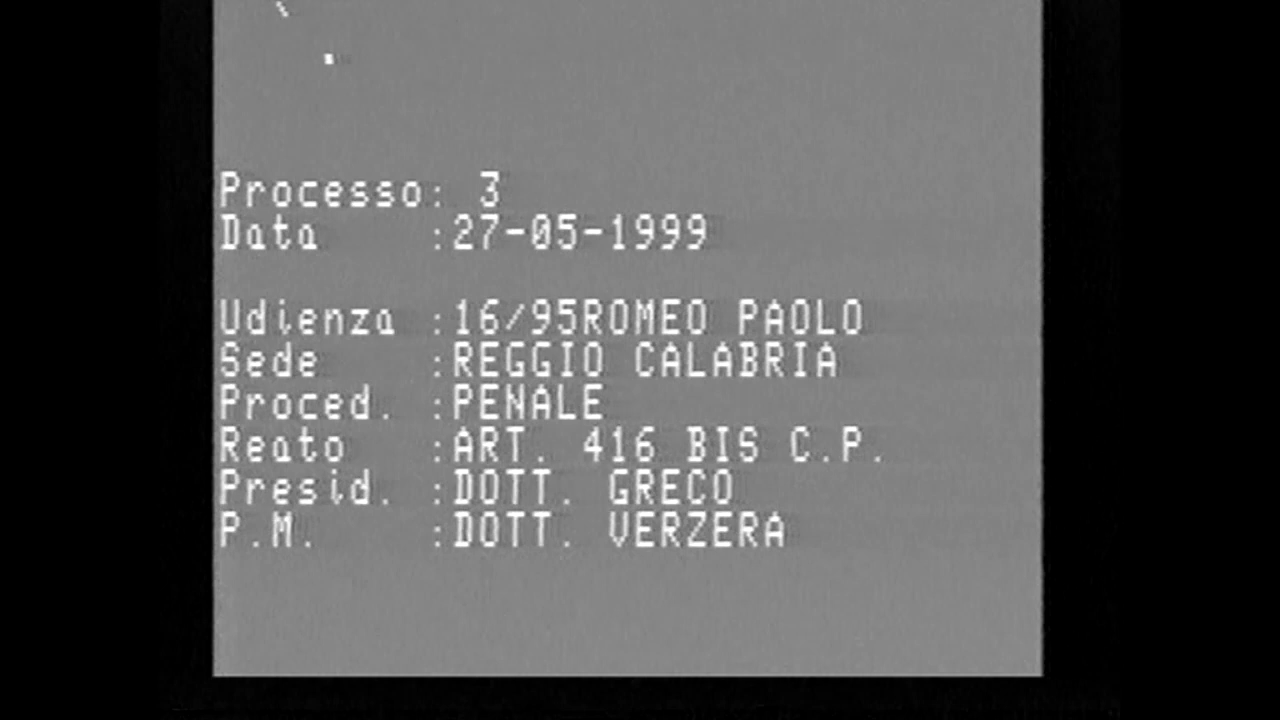 Processo: 3
Data :27-05-1999
Udienza :16/95ROMEO PAOLO
Sede :REGGIO CALABRIA
Proced. :PENALE
Reato :ART. 416 BIS C.P.
Presid. :DOTT. GRECO
P.M. :DOTT. VERZERA